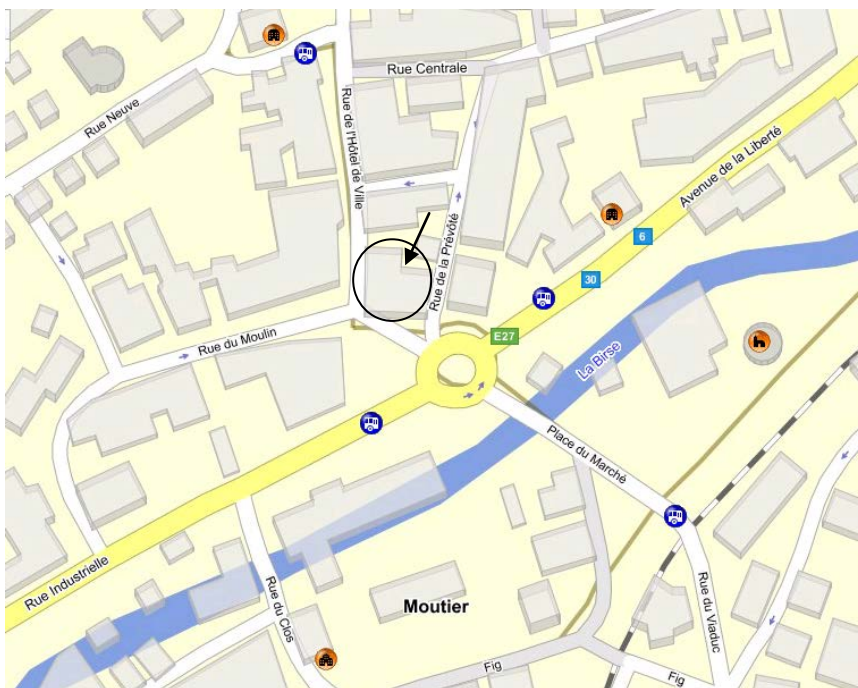 Rue Centrale
Rue Neuve
Rue de l'Hôtel de Ville
Avenue de la Liberté
Rue de la Prévôté
6
30
E27
Rue du Moulin
La Birse
Place du Marché
Rue Industrielle
Moutier
Rue du Clos
Rue du Viaduc
Fig
Fig